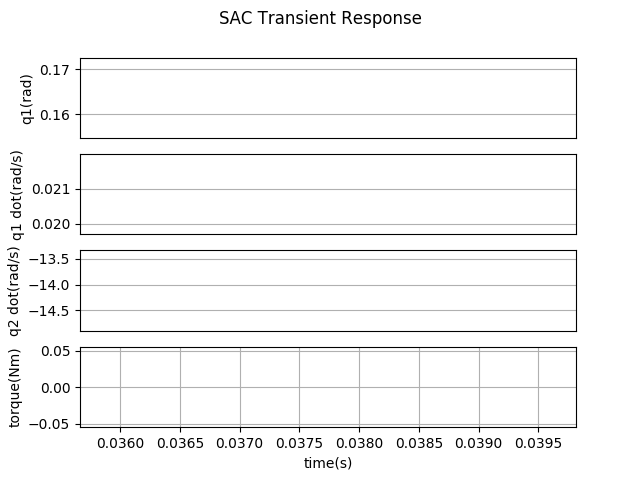 SAC Transient Response
q1(rad)
0.17
0.16
q1 dot(rad/s)
0.021
0.020
q2 dot(rad/s)
−13.5
−14.0
−14.5
torque(Nm)
0.05
0.00
−0.05
0.0360 0.0365 0.0370 0.0375 0.0380 0.0385 0.0390 0.0395
time(s)